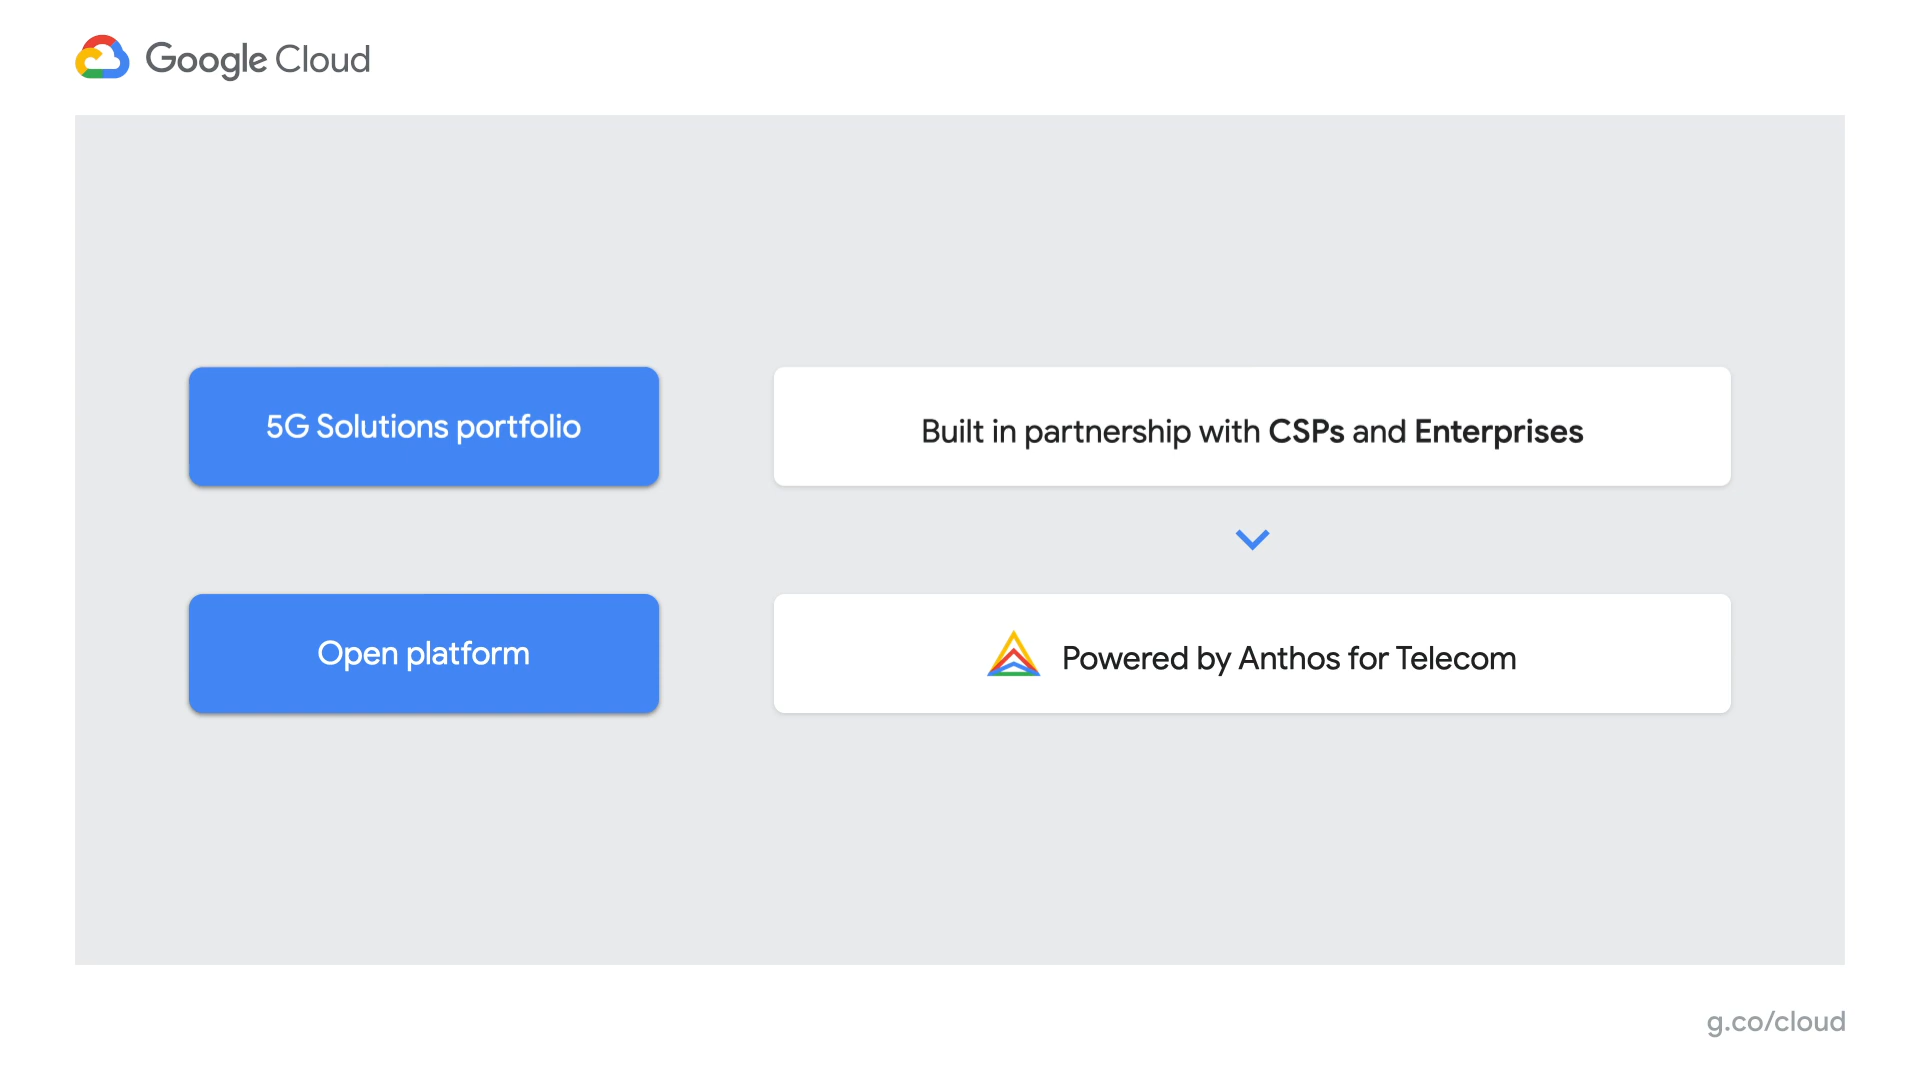 Google Cloud
5G Solutions portfolio
Built in partnership with CSPs and Enterprises
Open platform
Powered by Anthos for Telecom
g.co/cloud